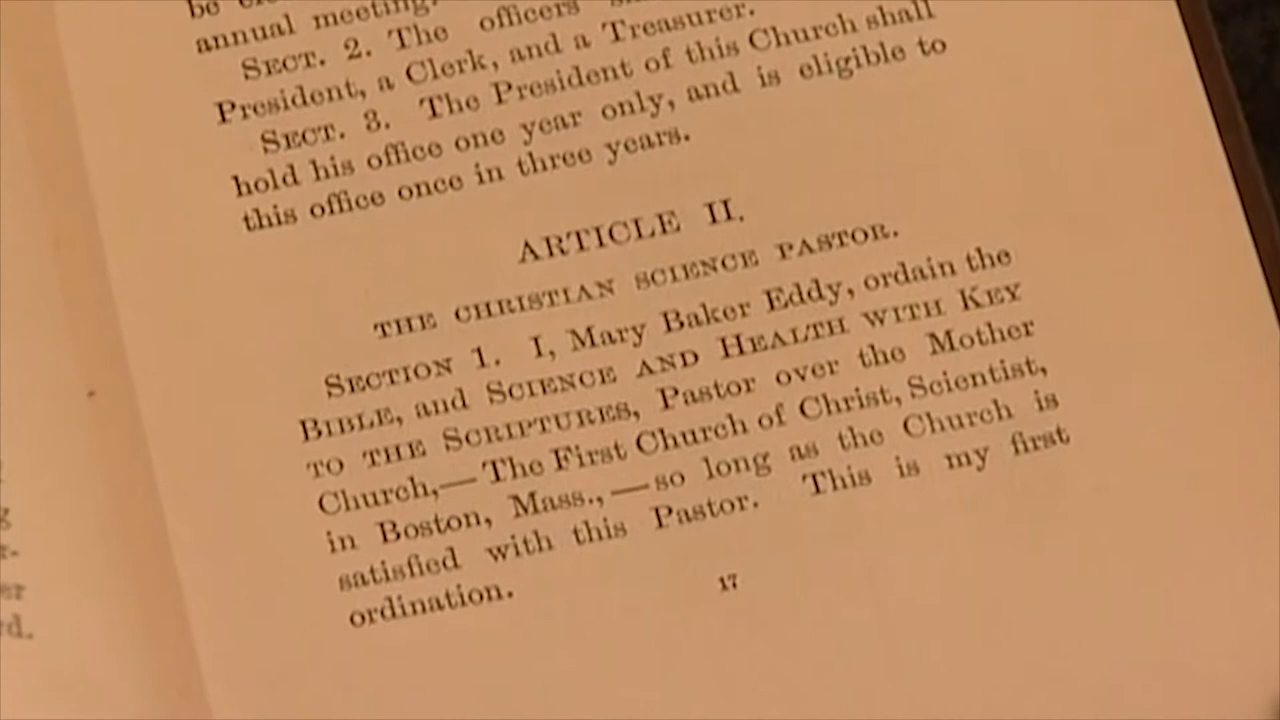 be
annual meeting.
SECT. 2. The officers
President, a Clerk, and a Treasurer.
SECT. 3. The President of this Church shall
hold his office one year only, and is eligible to
this office once in three years.
ARTICLE II.
THE CHRISTIAN SCIENCE PASTOR.
SECTION 1. I, Mary Baker Eddy, ordain the
BIBLE, and SCIENCE AND HEALTH WITH KEY
TO THE SCRIPTURES, Pastor over the Mother
Church,—The First Church of Christ, Scientist,
in Boston, Mass.,—so long as the Church is
satisfied with this Pastor. This is my first
ordination.
17